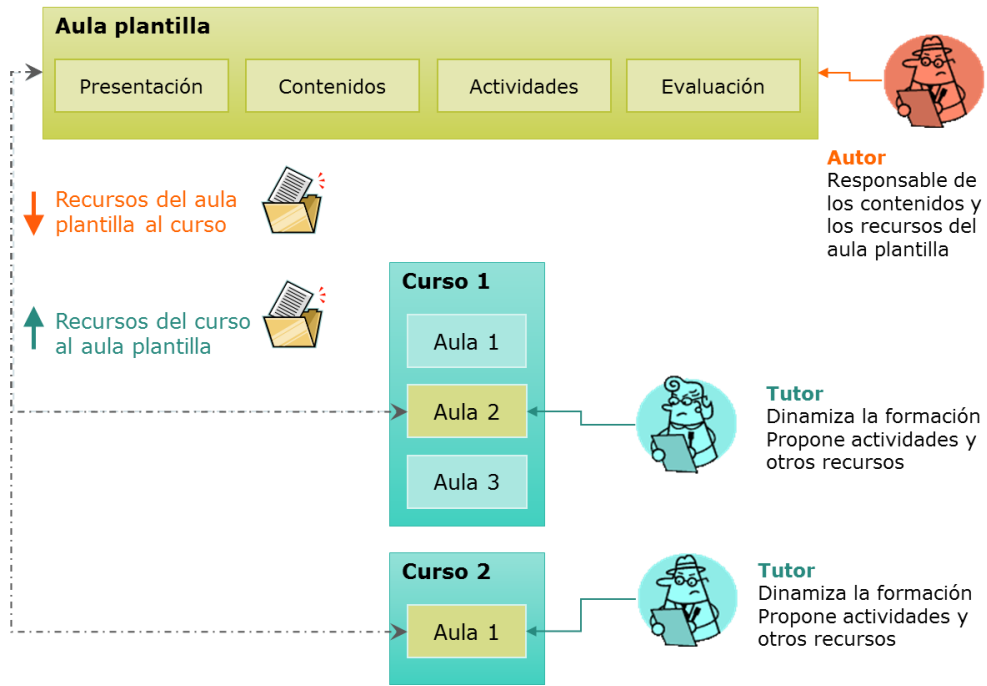 Aula plantilla
Presentación
Contenidos
Actividades
Evaluación
Autor
Responsable de
los contenidos y
los recursos del
aula plantilla
Recursos del aula
plantilla al curso
Recursos del curso
al aula plantilla
Curso 1
Aula 1
Aula 2
Aula 3
Tutor
Dinamiza la formación
Propone actividades y
otros recursos
Curso 2
Aula 1
Tutor
Dinamiza la formación
Propone actividades y
otros recursos